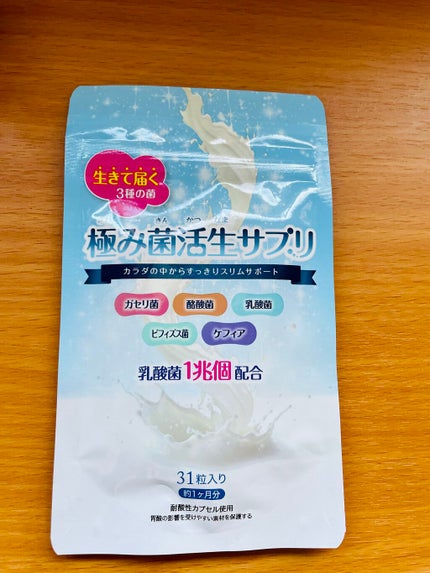 生きて届く
3種の菌
きん かつ なま
極み菌活生サプリ
カラダの中からすっきりスリムサポート
ガセリ菌 酪酸菌 乳酸菌
ビフィズス菌 ケフィア
乳酸菌1兆個配合
31粒入り
約1ヶ月分
耐酸性カプセル使用
胃酸の影響を受けやすい素材を保護する